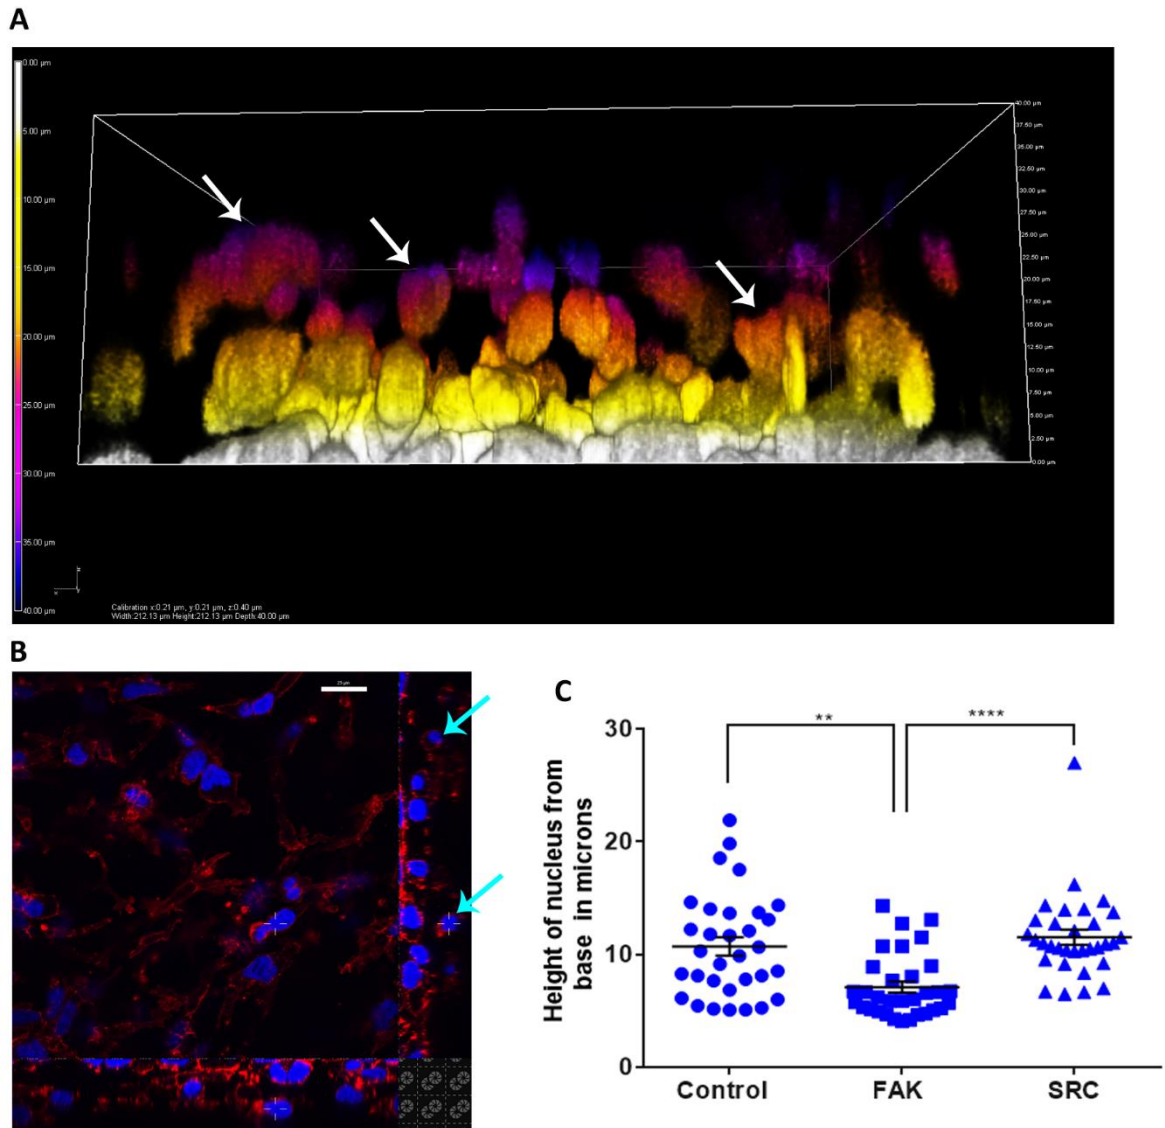 A
0.00 µm
5.00 µm
10.00 µm
15.00 µm
20.00 µm
25.00 µm
30.00 µm
35.00 µm
40.00 µm
40.00 µm
37.50 µm
35.00 µm
32.50 µm
30.00 µm
27.50 µm
25.00 µm
22.50 µm
20.00 µm
17.50 µm
15.00 µm
12.50 µm
10.00 µm
7.50 µm
5.00 µm
2.50 µm
0.00 µm
Calibration x:0.21 µm, y:0.21 µm, z:0.40 µm
Width:212.13 µm Height:212.13 µm Depth:40.00 µm
B
C
Height of nucleus from
base in microns
30
20
10
0
**
****
Control
FAK
SRC